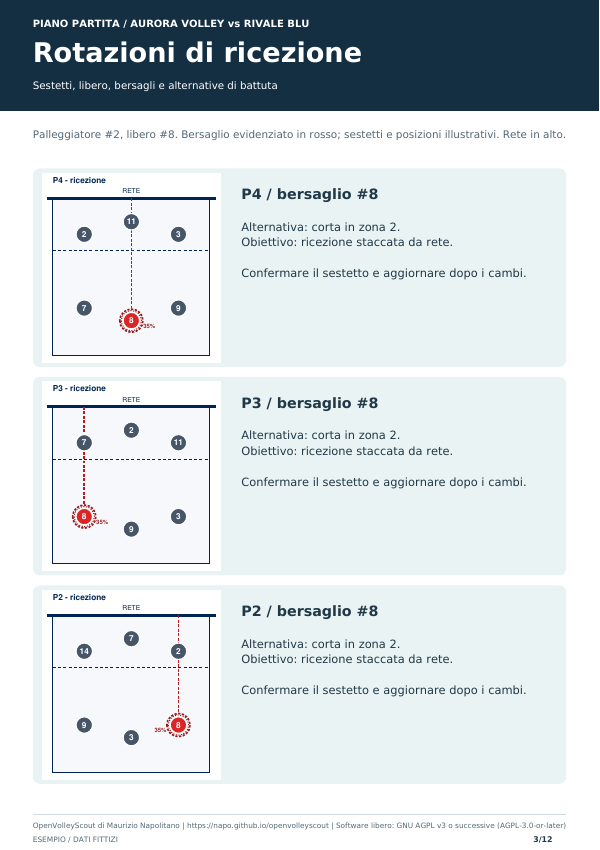 PIANO PARTITA / AURORA VOLLEY vs RIVALE BLU
Rotazioni di ricezione
Sestetti, libero, bersagli e alternative di battuta
Palleggiatore #2, libero #8. Bersaglio evidenziato in rosso; sestetti e posizioni illustrativi. Rete in alto.
P4 - ricezione
RETE
11
2
3
7
9
8
35%
P4 / bersaglio #8
Alternativa: corta in zona 2.
Obiettivo: ricezione staccata da rete.
Confermare il sestetto e aggiornare dopo i cambi.
P3 - ricezione
RETE
2
7
11
8
3
35%
9
P3 / bersaglio #8
Alternativa: corta in zona 2.
Obiettivo: ricezione staccata da rete.
Confermare il sestetto e aggiornare dopo i cambi.
P2 - ricezione
RETE
7
14
2
9
8
35%
3
P2 / bersaglio #8
Alternativa: corta in zona 2.
Obiettivo: ricezione staccata da rete.
Confermare il sestetto e aggiornare dopo i cambi.
OpenVolleyScout di Maurizio Napolitano | https://napo.github.io/openvolleyscout | Software libero: GNU AGPL v3 o successive (AGPL-3.0-or-later)
ESEMPIO / DATI FITTIZI
3/12